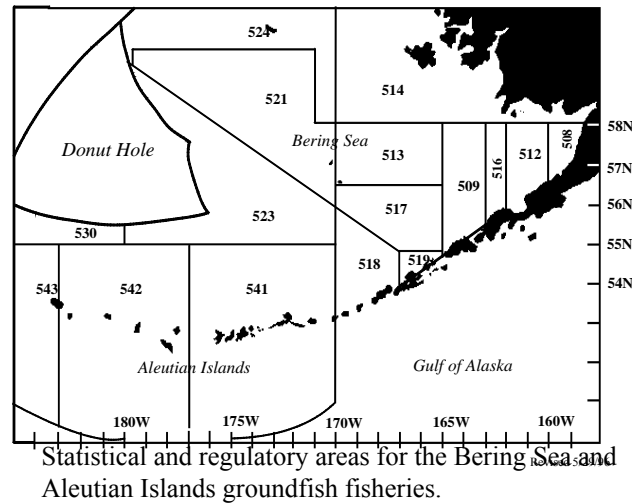 524
521
514
Bering Sea
Donut Hole
513
509
516
512
508
58N
57N
517
56N
523
530
55N
518
519
54N
543
542
541
Aleutian Islands
Gulf of Alaska
180W
175W
170W
165W
160W
Statistical and regulatory areas for the Bering Sea and
Aleutian Islands groundfish fisheries.